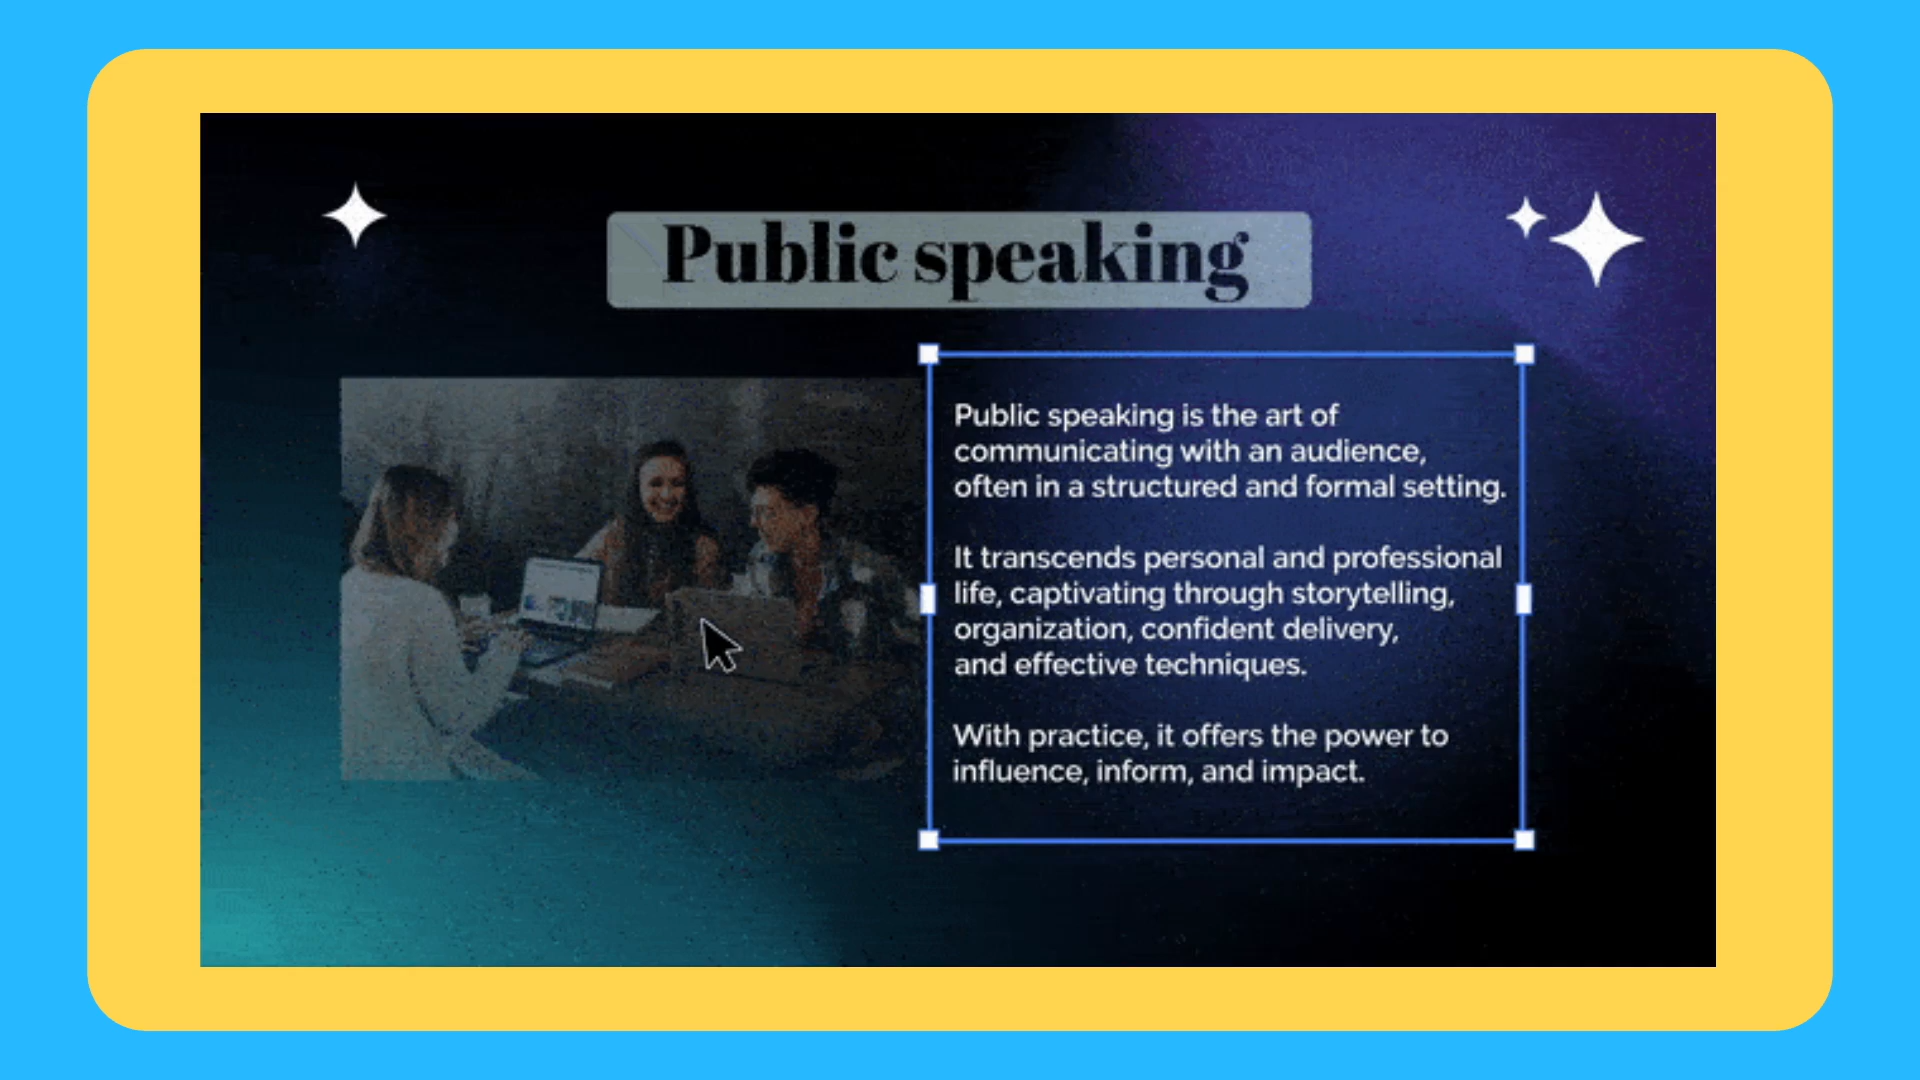 Public speaking
Public speaking is the art of
communicating with an audience,
often in a structured and formal setting.
It transcends personal and professional
life, captivating through storytelling,
organization, confident delivery,
and effective techniques.
With practice, it offers the power to
influence, inform, and impact.